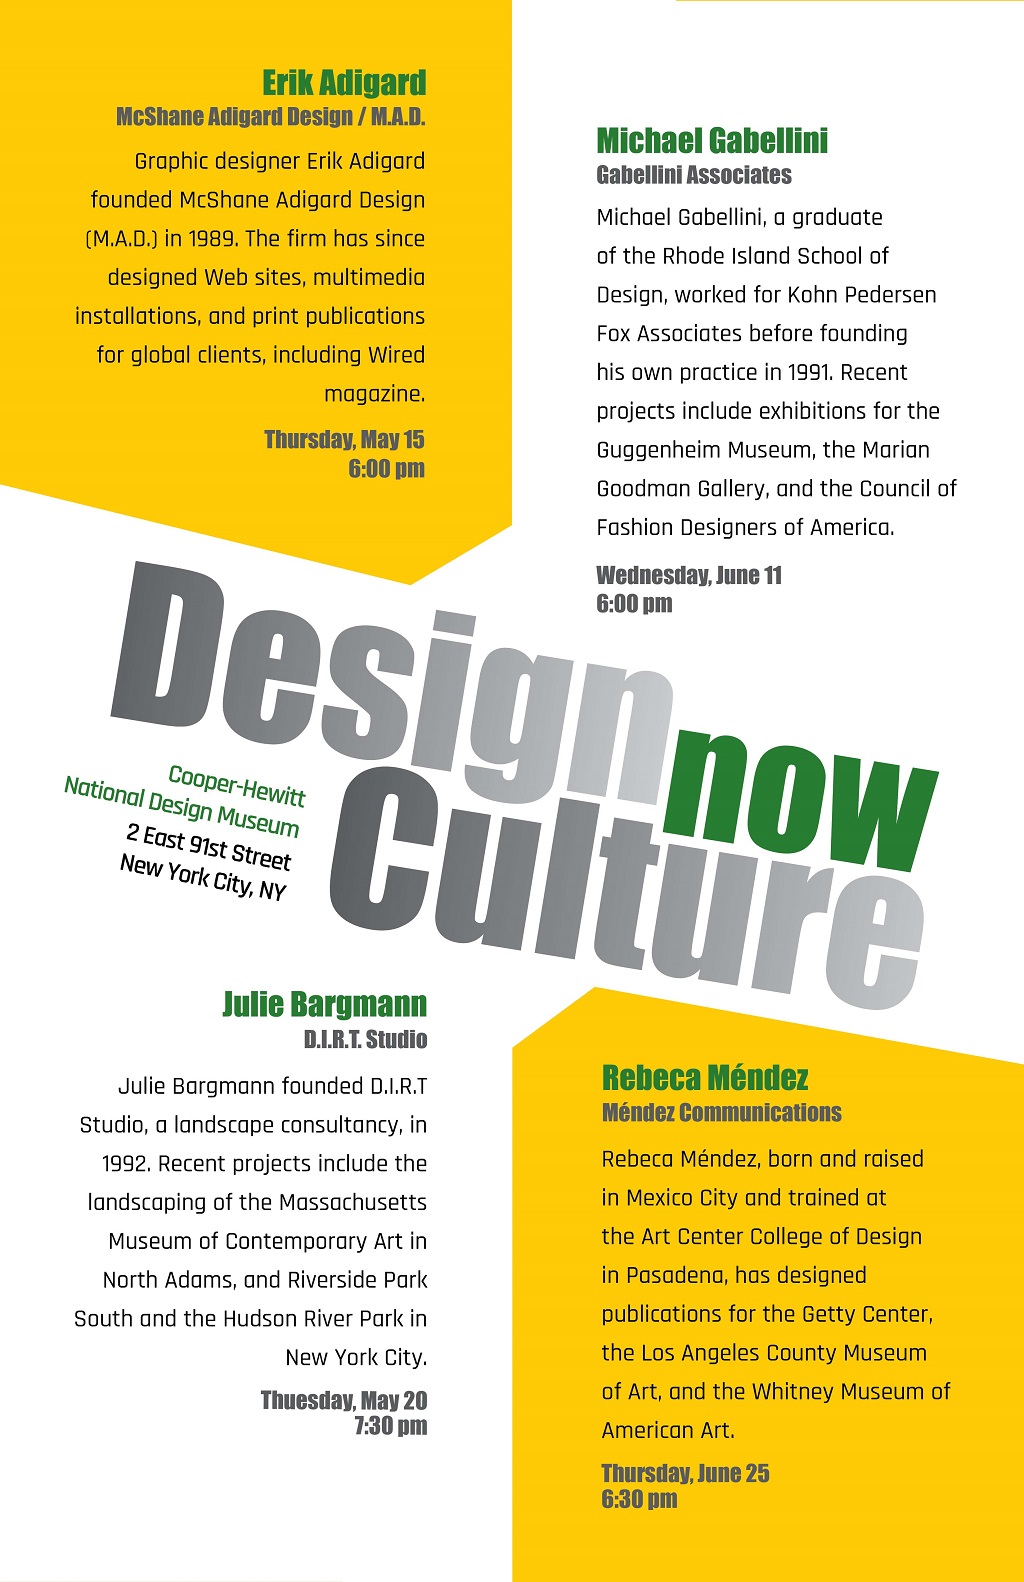 Erik Adigard
McShane Adigard Design / M.A.D.
Graphic designer Erik Adigard
founded McShane Adigard Design
(M.A.D.) in 1989. The firm has since
designed Web sites, multimedia
installations, and print publications
for global clients, including Wired
magazine.
Thursday, May 15
6:00 pm
Michael Gabellini
Gabellini Associates
Michael Gabellini, a graduate
of the Rhode Island School of
Design, worked for Kohn Pedersen
Fox Associates before founding
his own practice in 1991. Recent
projects include exhibitions for the
Guggenheim Museum, the Marian
Goodman Gallery, and the Council of
Fashion Designers of America.
Wednesday, June 11
6:00 pm
Design
now
Culture
Cooper-Hewitt
National Design Museum
2 East 91st Street
New York City, NY
Julie Bargmann
D.I.R.T. Studio
Julie Bargmann founded D.I.R.T
Studio, a landscape consultancy, in
1992. Recent projects include the
landscaping of the Massachusetts
Museum of Contemporary Art in
North Adams, and Riverside Park
South and the Hudson River Park in
New York City.
Thuesday, May 20
7:30 pm
Rebeca Méndez
Méndez Communications
Rebeca Méndez, born and raised
in Mexico City and trained at
the Art Center College of Design
in Pasadena, has designed
publications for the Getty Center,
the Los Angeles County Museum
of Art, and the Whitney Museum of
American Art.
Thursday, June 25
6:30 pm